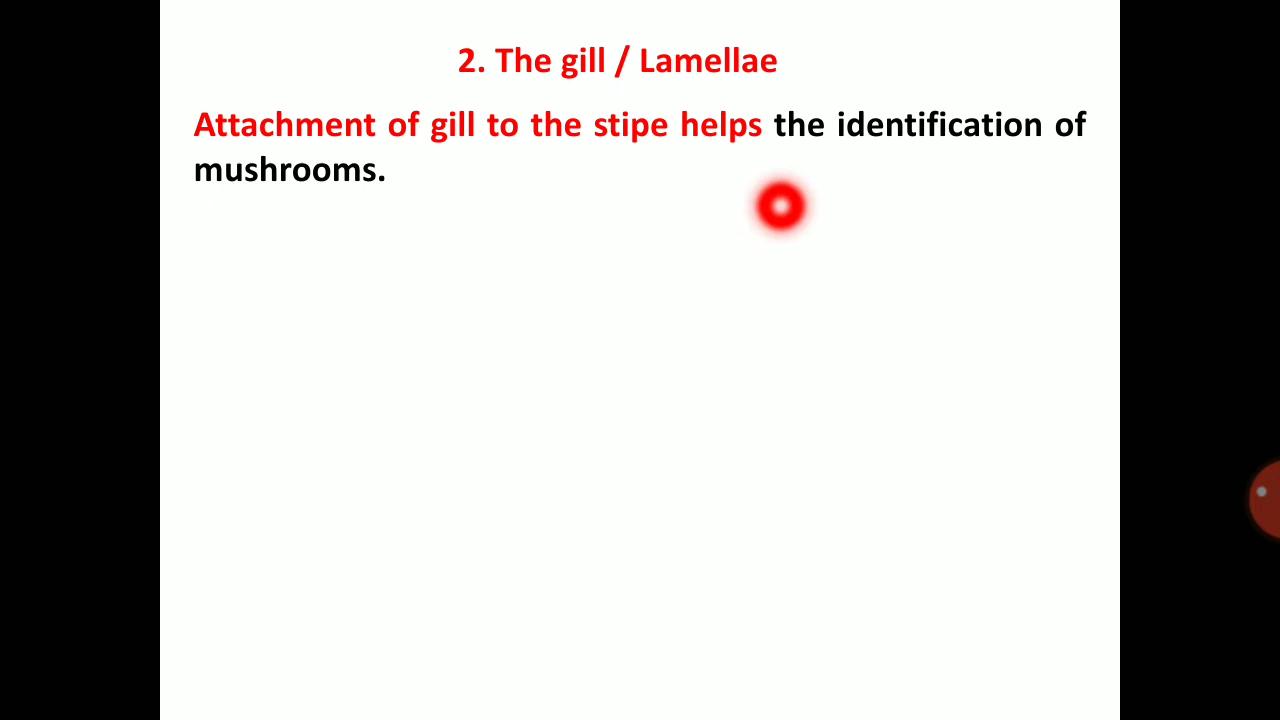 2. The gill / Lamellae
Attachment of gill to the stipe helps the identification of
mushrooms.